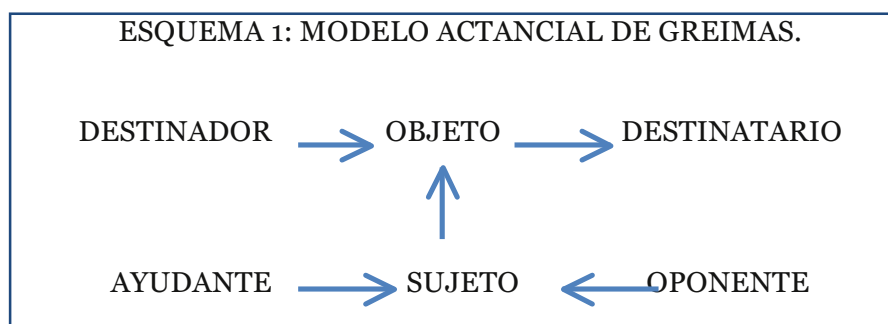 ESQUEMA 1: MODELO ACTANCIAL DE GREIMAS.
DESTINADOR OBJETO DESTINATARIO
AYUDANTE SUJETO OPONENTE